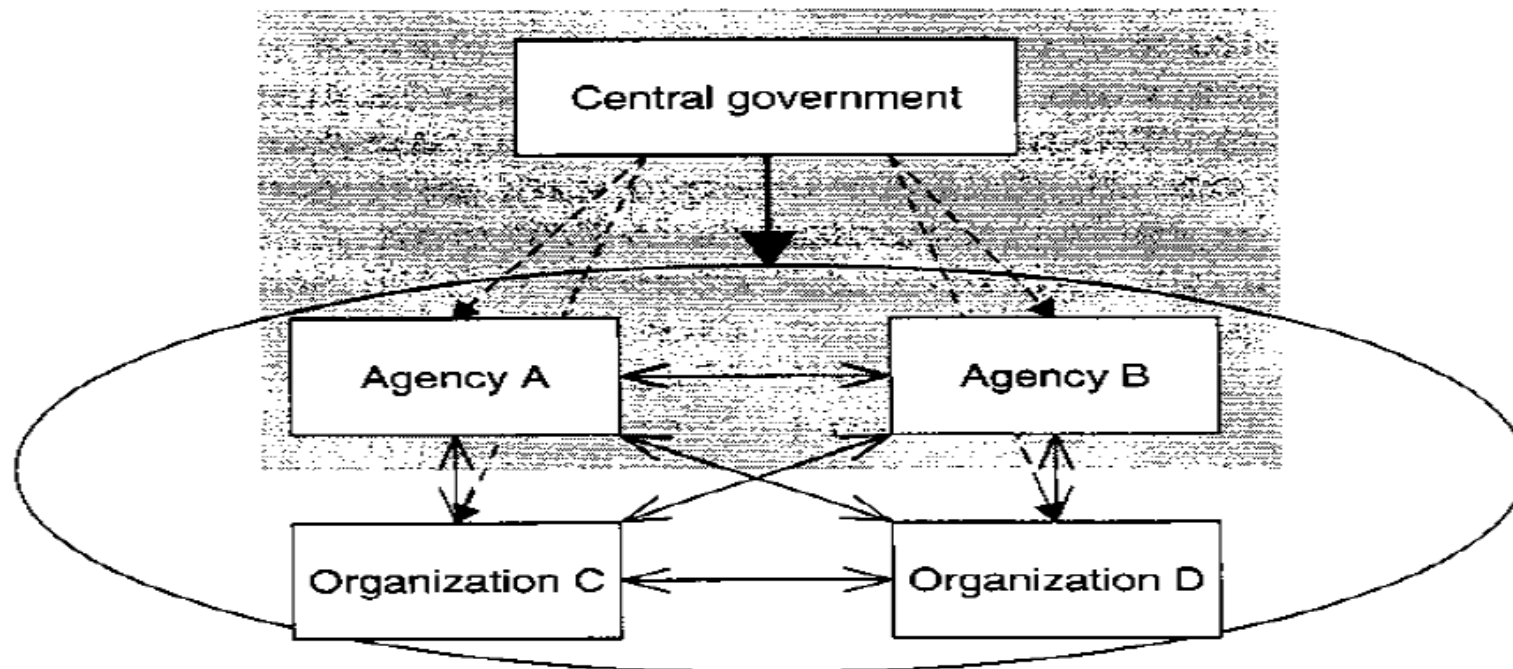 Central government
Agency A
Agency B
Organization C
Organization D